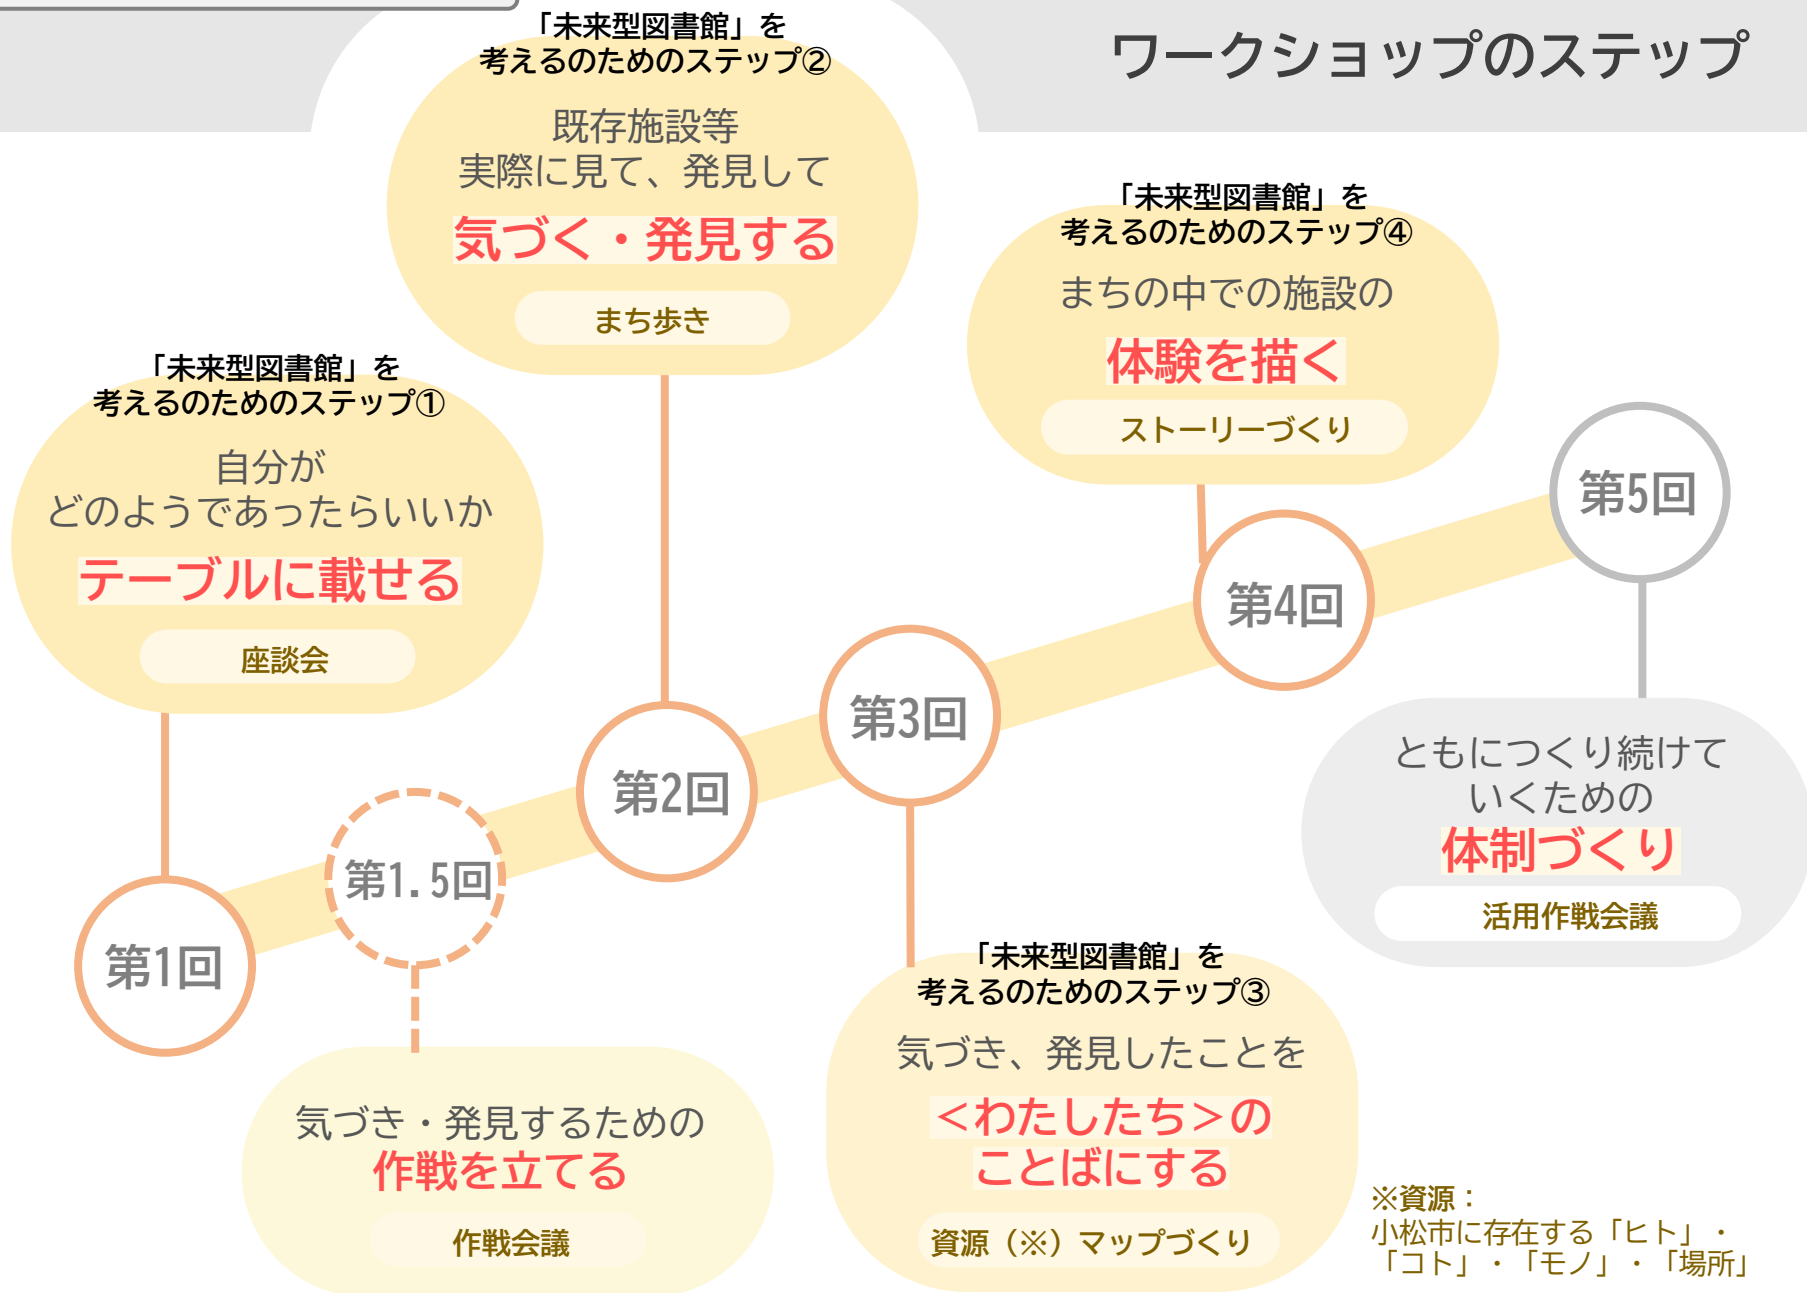 ワークショップのステップ
「未来型図書館」を
考えるのためのステップ①
自分が
どのようであったらいいか
テーブルに載せる
座談会
第1回
第1.5回
気づき・発見するための
作戦を立てる
作戦会議
「未来型図書館」を
考えるのためのステップ②
既存施設等
実際に見て、発見して
気づく・発見する
まち歩き
第2回
第3回
「未来型図書館」を
考えるのためのステップ③
気づき、発見したことを
<わたしたち>の
ことばにする
資源（※）マップづくり
「未来型図書館」を
考えるのためのステップ④
まちの中での施設の
体験を描く
ストーリーづくり
第4回
第5回
ともにつくり続けて
いくための
体制づくり
活用作戦会議
※資源：
小松市に存在する「ヒト」・
「コト」・「モノ」・「場所」